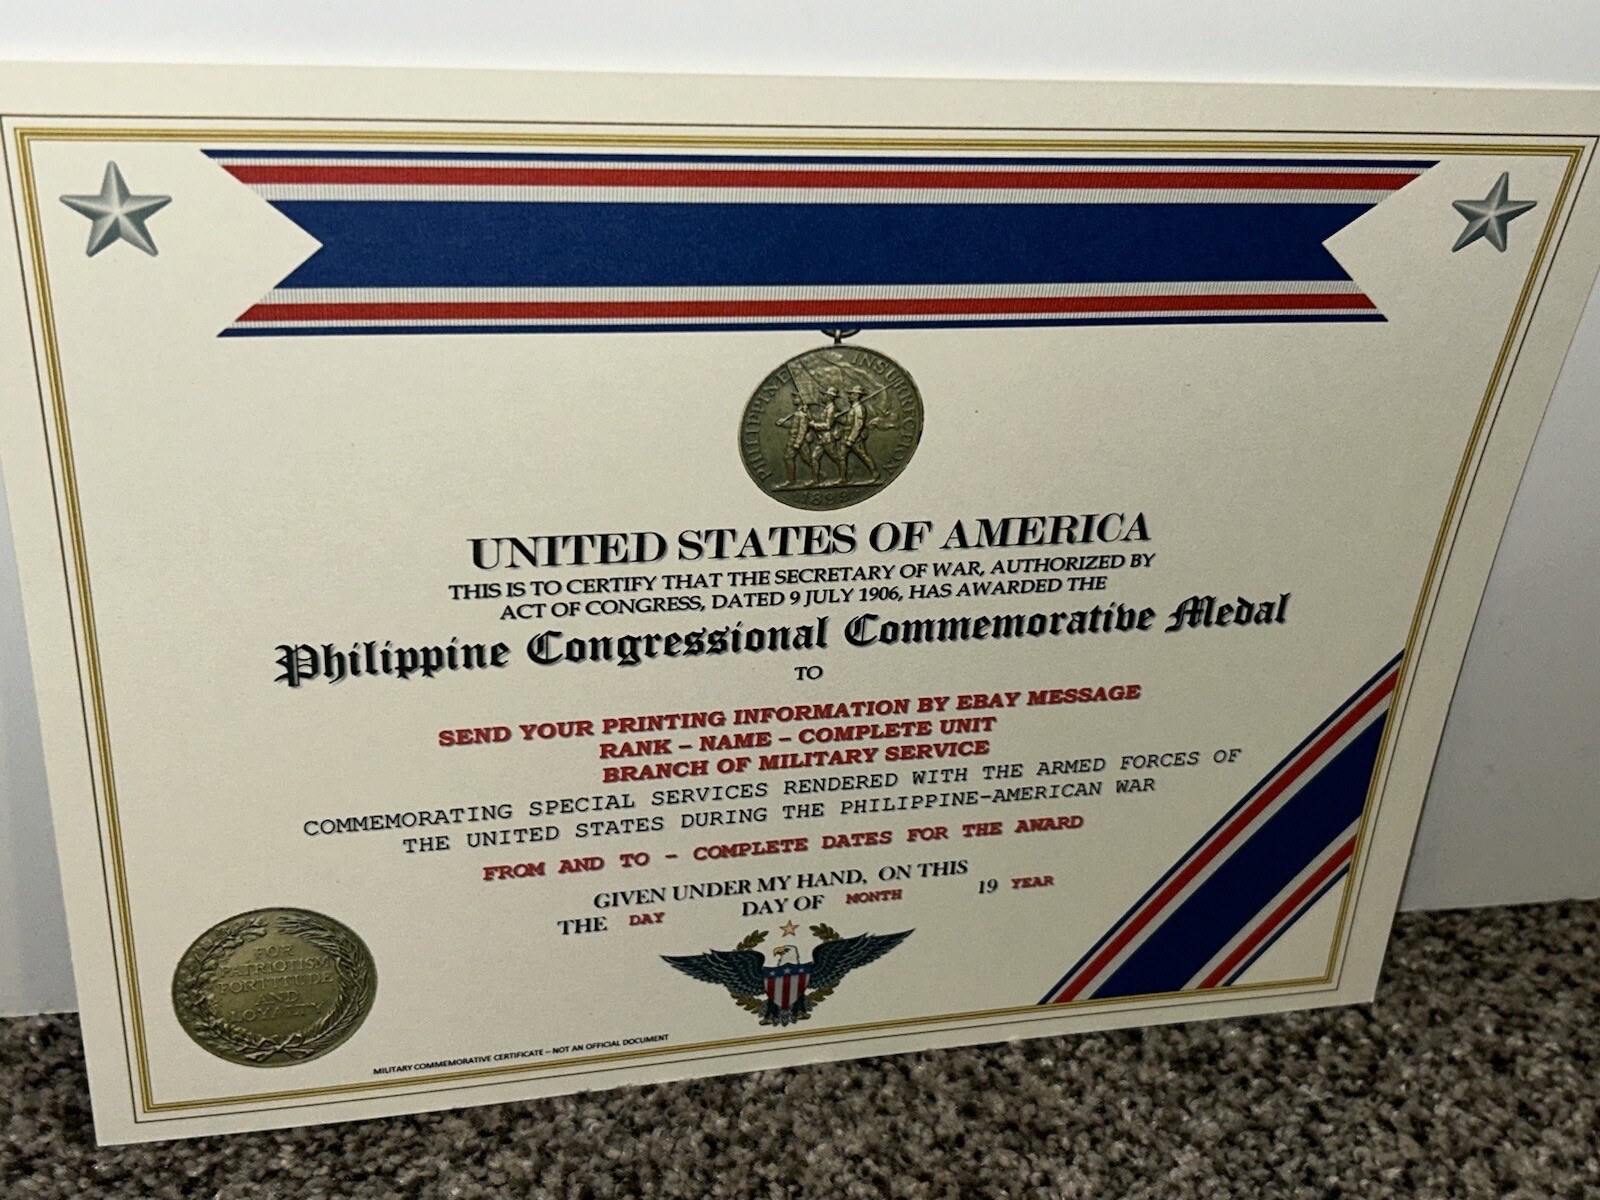 PHILIPPINE INSURRECTION
1899
UNITED STATES OF AMERICA
THIS IS TO CERTIFY THAT THE SECRETARY OF WAR, AUTHORIZED BY
ACT OF CONGRESS, DATED 9 JULY 1906, HAS AWARDED THE
Philippine Congressional Commemorative Medal
TO
SEND YOUR PRINTING INFORMATION BY EBAY MESSAGE
RANK – NAME – COMPLETE UNIT
BRANCH OF MILITARY SERVICE
COMMEMORATING SPECIAL SERVICES RENDERED WITH THE ARMED FORCES OF
THE UNITED STATES DURING THE PHILIPPINE-AMERICAN WAR
FROM AND TO - COMPLETE DATES FOR THE AWARD
GIVEN UNDER MY HAND, ON THIS
THE DAY DAY OF MONTH 19 YEAR
FOR
PATRIOTISM
FORTITUDE
AND
LOYALTY
MILITARY COMMEMORATIVE CERTIFICATE – NOT AN OFFICIAL DOCUMENT